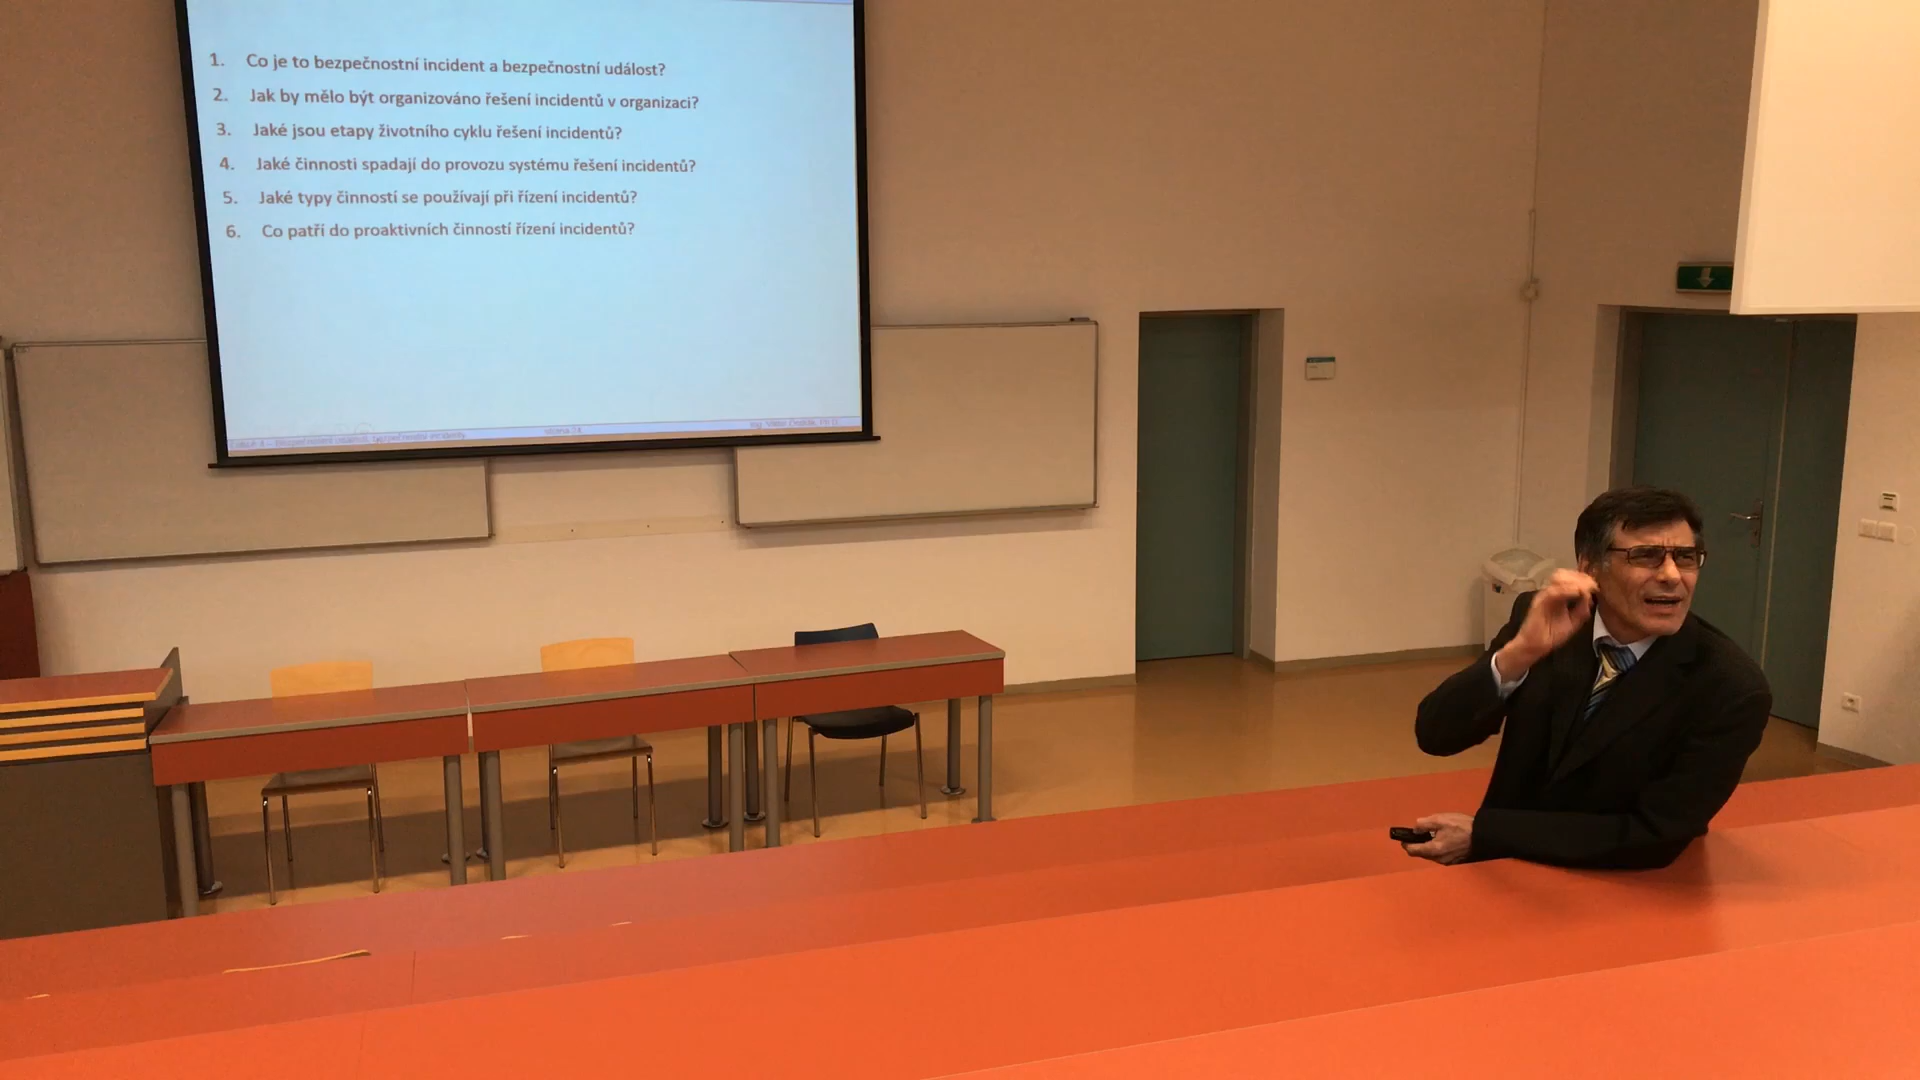 1. Co je to bezpečnostní incident a bezpečnostní událost?
2. Jak by mělo být organizováno řešení incidentů v organizaci?
3. Jaké jsou etapy životního cyklu řešení incidentů?
4. Jaké činnosti spadají do provozu systému řešení incidentů?
5. Jaké typy činností se používají při řízení incidentů?
6. Co patří do proaktivních činností řízení incidentů?